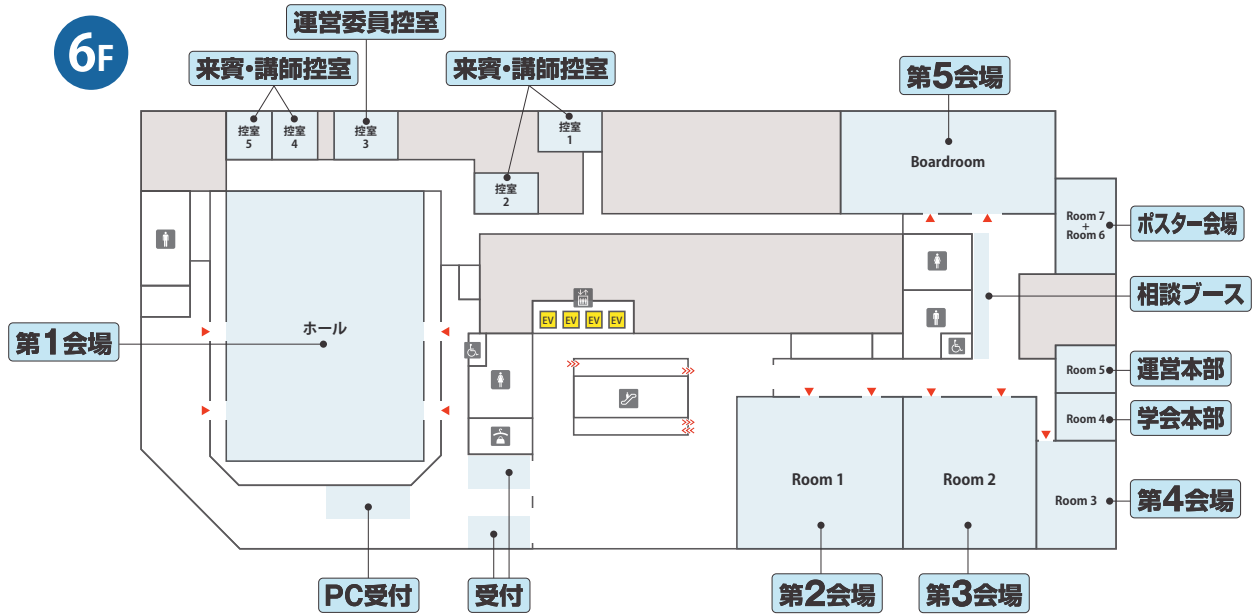 6F
運営委員控室
来賓・講師控室
来賓・講師控室
第5会場
控室
5
控室
4
控室
3
控室
1
控室
2
Boardroom
Room 7
+
Room 6
ポスター会場
相談ブース
第1会場
ホール
EV
EV
EV
EV
Room 5
運営本部
Room 4
学会本部
Room 1
Room 2
Room 3
第4会場
PC受付
受付
第2会場
第3会場